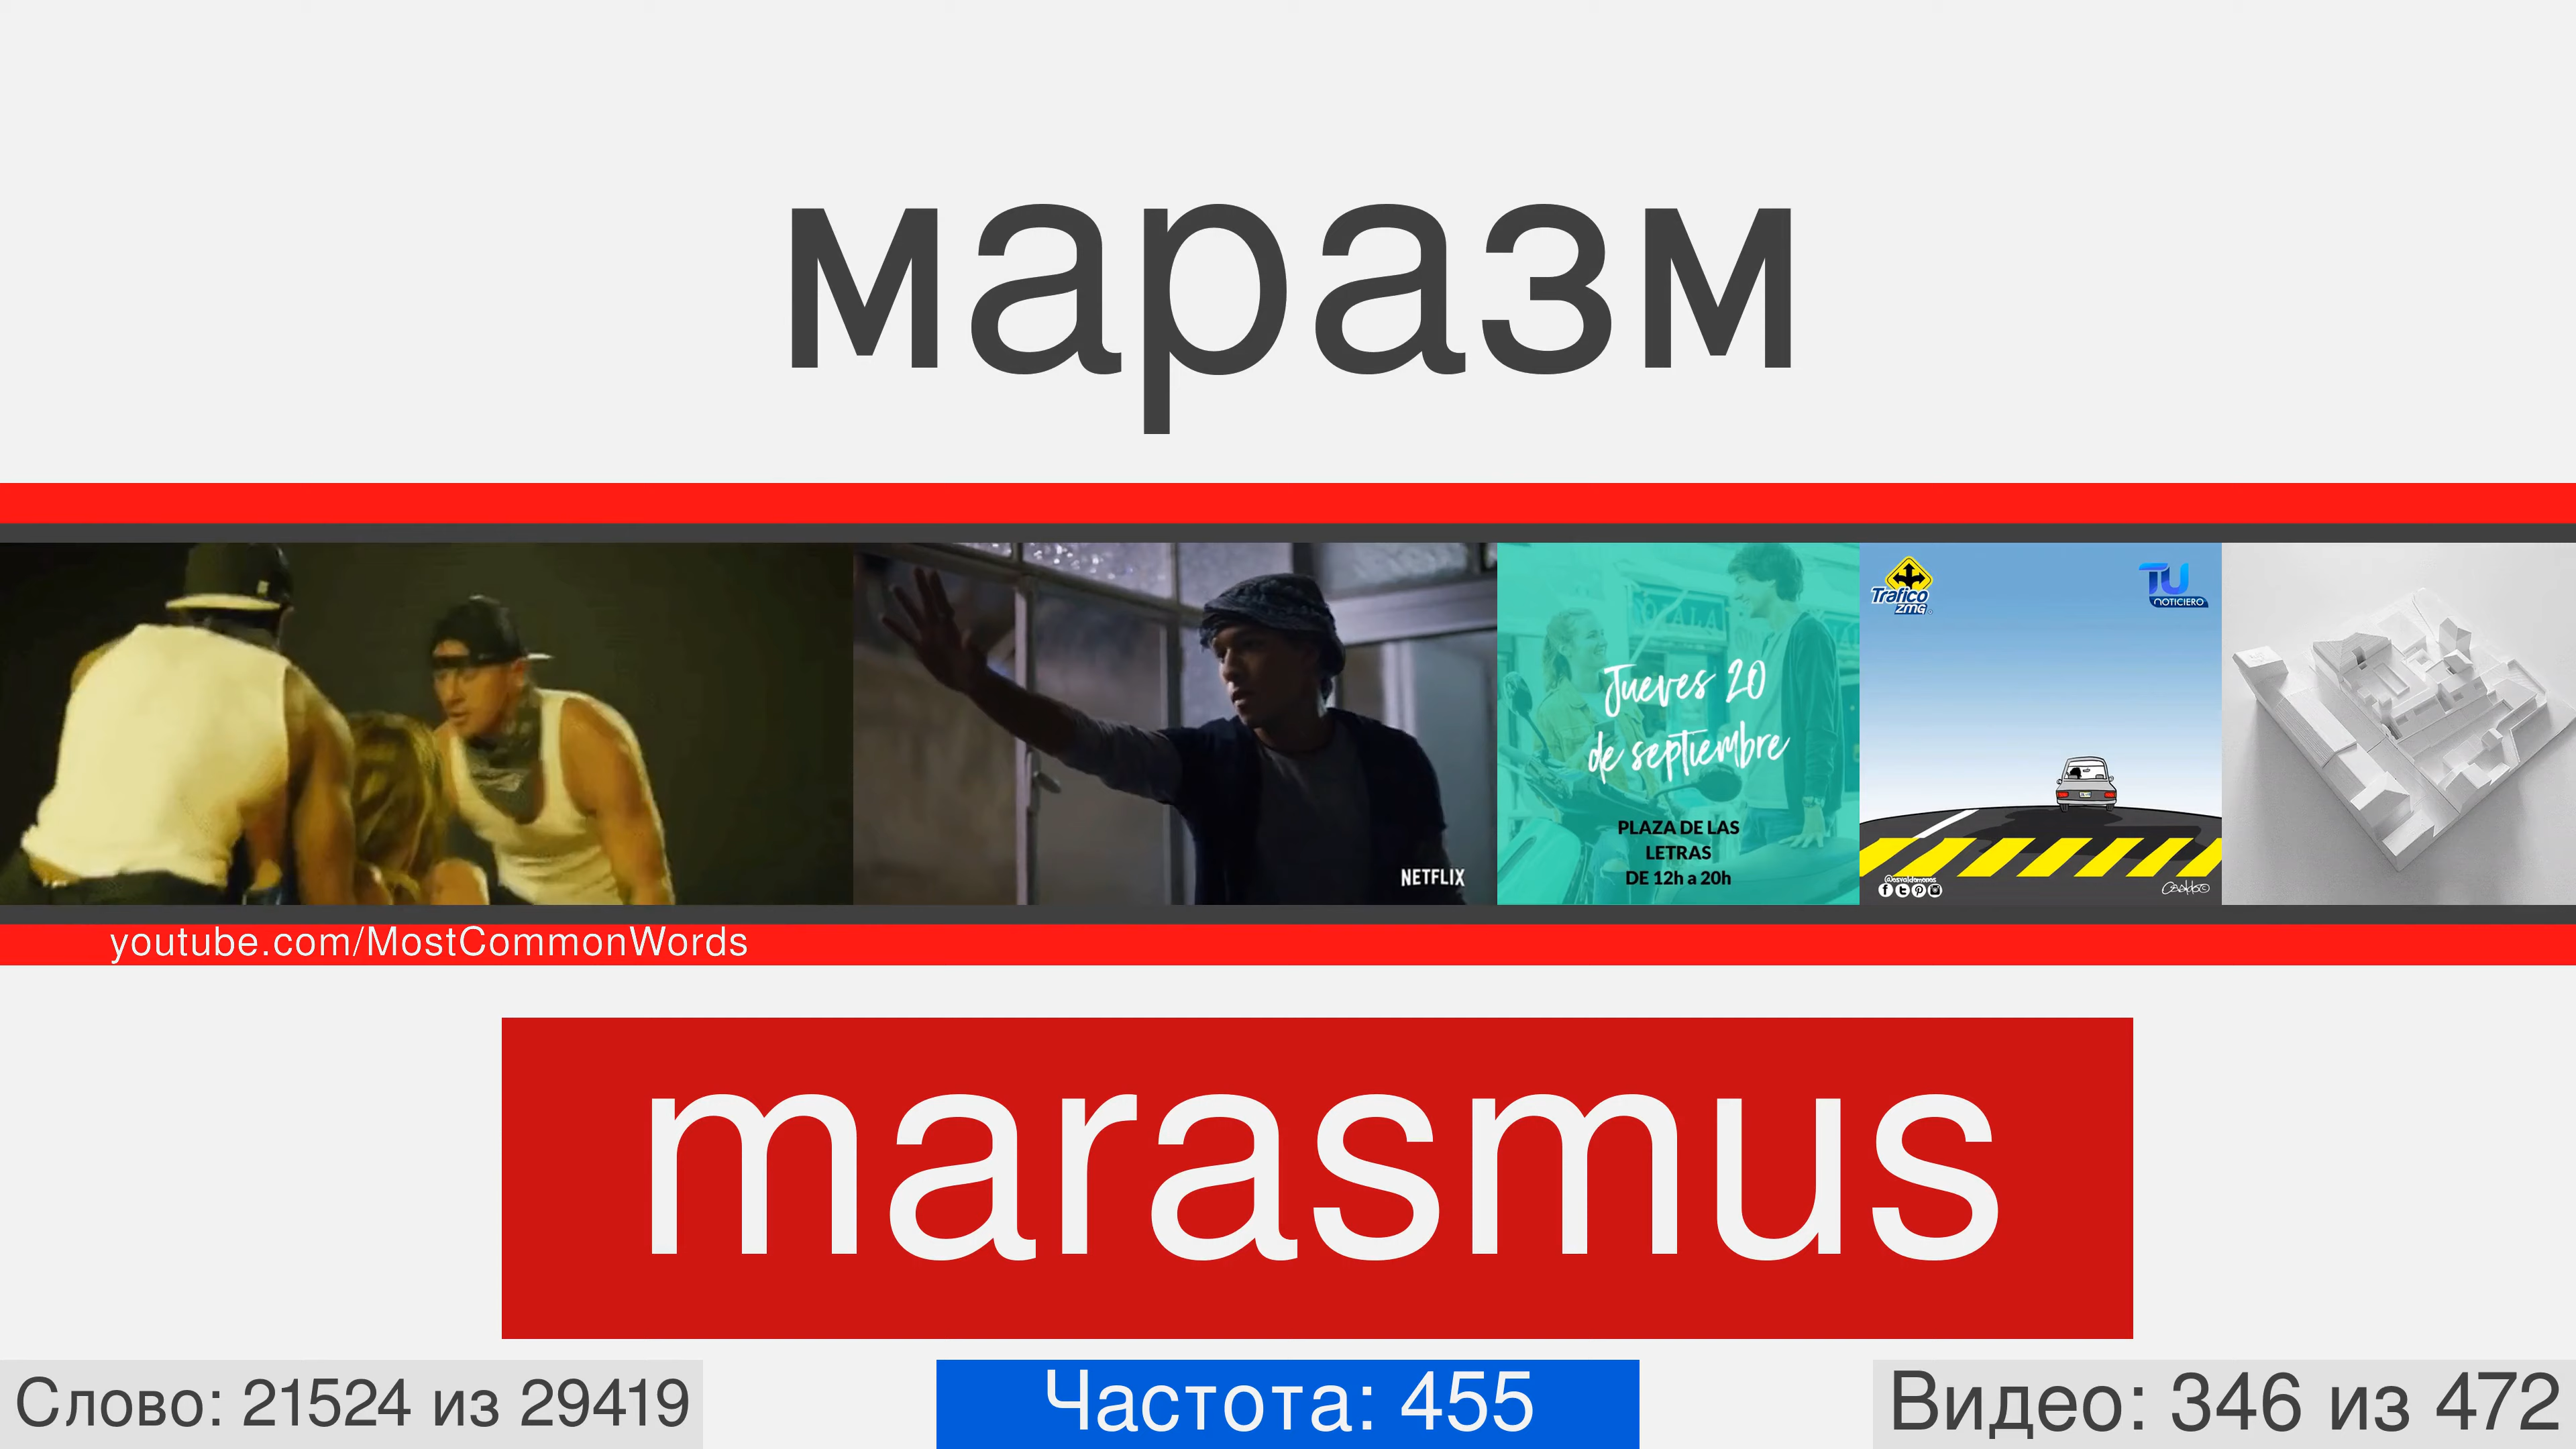 маразм
NETFLIX
Jueves 20
de septiembre
PLAZA DE LAS
LETRAS
DE 12h a 20h
Trafico
ZMG
TU
NOTICIERO
@osvaldomonos
youtube.com/MostCommonWords
marasmus
Слово: 21524 из 29419
Частота: 455
Видео: 346 из 472